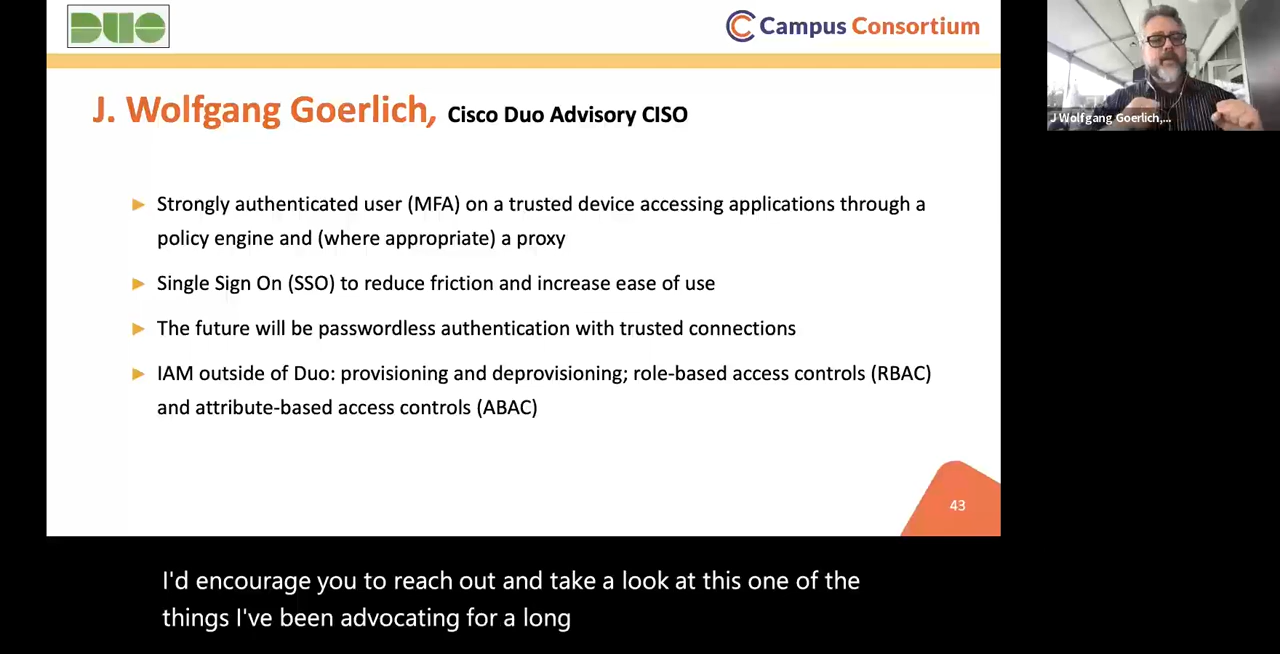 DUO
Campus Consortium
J. Wolfgang Goerlich, Cisco Duo Advisory CISO
J Wolfgang Goerlich,...
Strongly authenticated user (MFA) on a trusted device accessing applications through a
policy engine and (where appropriate) a proxy
Single Sign On (SSO) to reduce friction and increase ease of use
The future will be passwordless authentication with trusted connections
IAM outside of Duo: provisioning and deprovisioning; role-based access controls (RBAC)
and attribute-based access controls (ABAC)
43
I'd encourage you to reach out and take a look at this one of the
things I've been advocating for a long